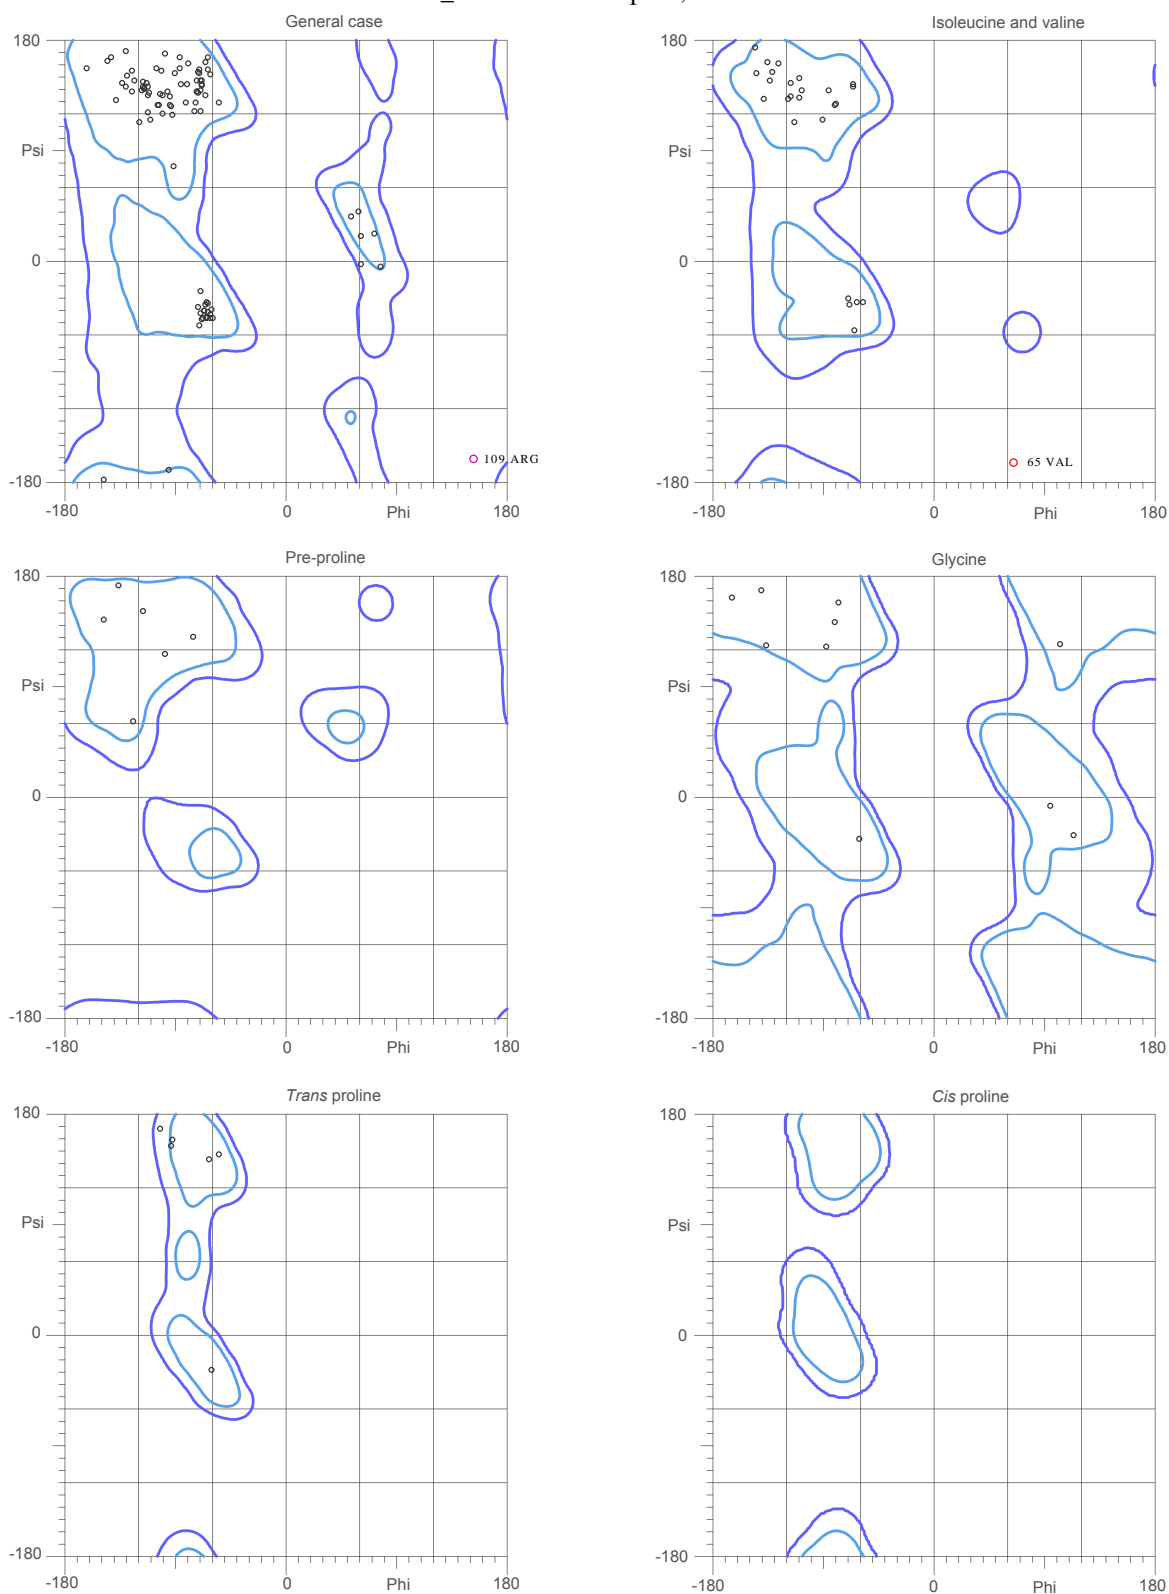 General case
Isoleucine and valine
180
Psi
0
-180
109 ARG
-180
0
Phi
180
180
Psi
0
-180
65 VAL
-180
0
Phi
180
Pre-proline
Glycine
180
Psi
0
-180
-180
0
Phi
180
180
Psi
0
-180
-180
0
Phi
180
Trans proline
Cis proline
180
Psi
0
-180
-180
0
Phi
180
180
Psi
0
-180
-180
0
Phi
180